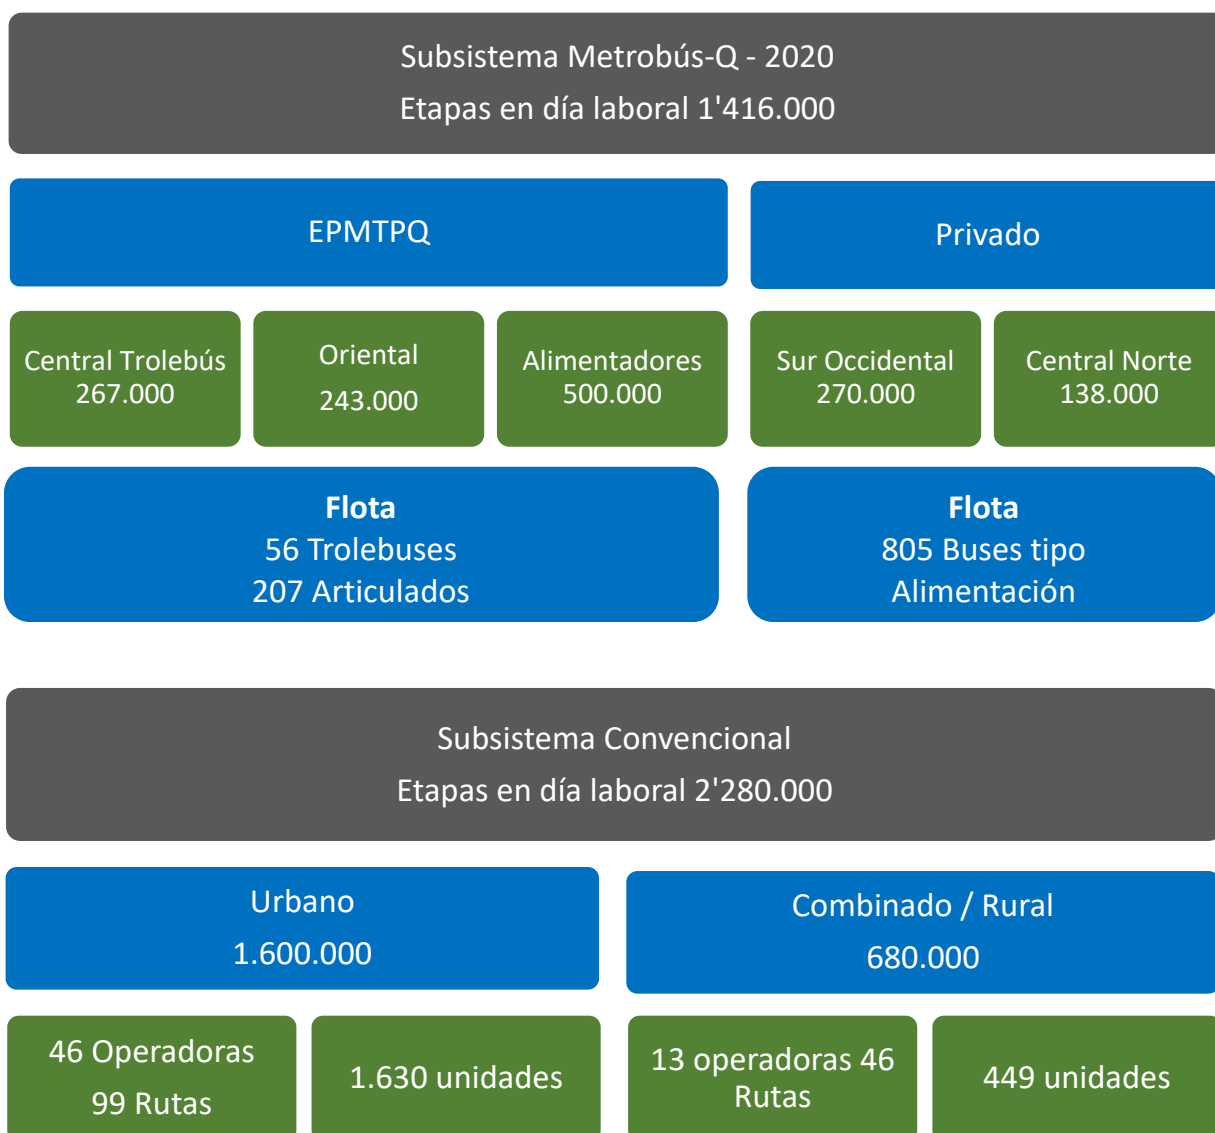 Subsistema Metrobús-Q - 2020
Etapas en día laboral 1'416.000
EPMTPQ
Privado
Central Trolebús
267.000
Oriental
243.000
Alimentadores
500.000
Sur Occidental
270.000
Central Norte
138.000
Flota
56 Trolebuses
207 Articulados
Flota
805 Buses tipo
Alimentación
Subsistema Convencional
Etapas en día laboral 2'280.000
Urbano
1.600.000
Combinado / Rural
680.000
46 Operadoras
99 Rutas
1.630 unidades
13 operadoras 46
Rutas
449 unidades